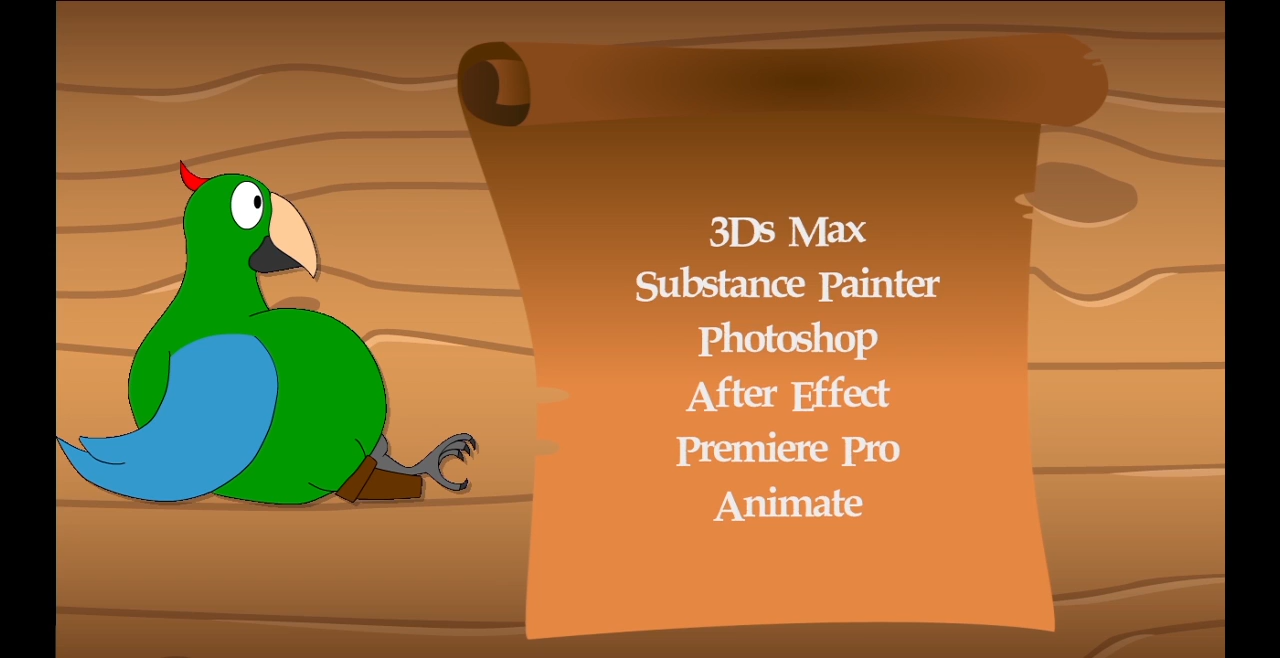 3Ds Max
Substance Painter
Photoshop
After Effect
Premiere Pro
Animate